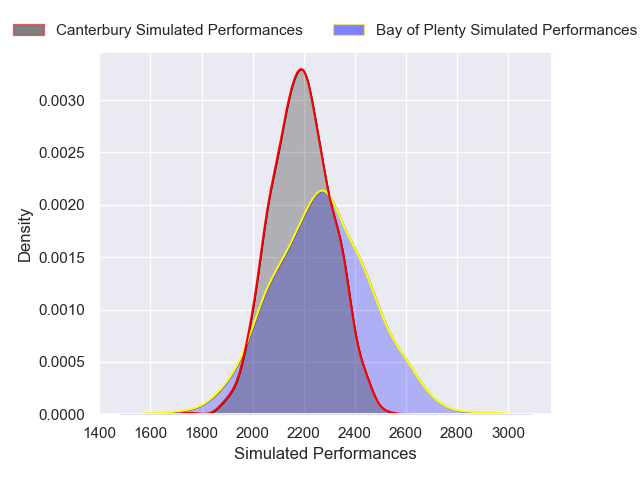 Canterbury Simulated Performances
Bay of Plenty Simulated Performances
0.0030
0.0025
0.0020
0.0015
0.0010
0.0005
0.0000
Density
1400 1600 1800 2000 2200 2400 2600 2800 3000
Simulated Performances